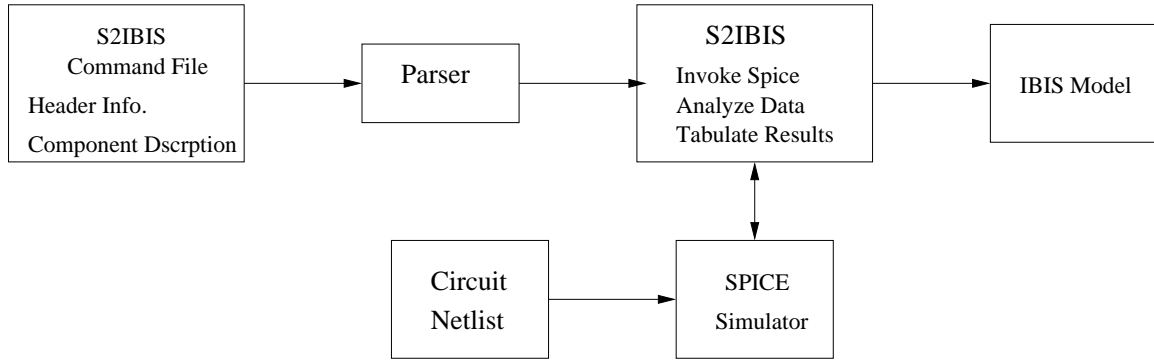 S2IBIS
Command File
Header Info.
Component Dscrption
Parser
S2IBIS
Invoke Spice
Analyze Data
Tabulate Results
IBIS Model
Circuit
Netlist
SPICE
Simulator